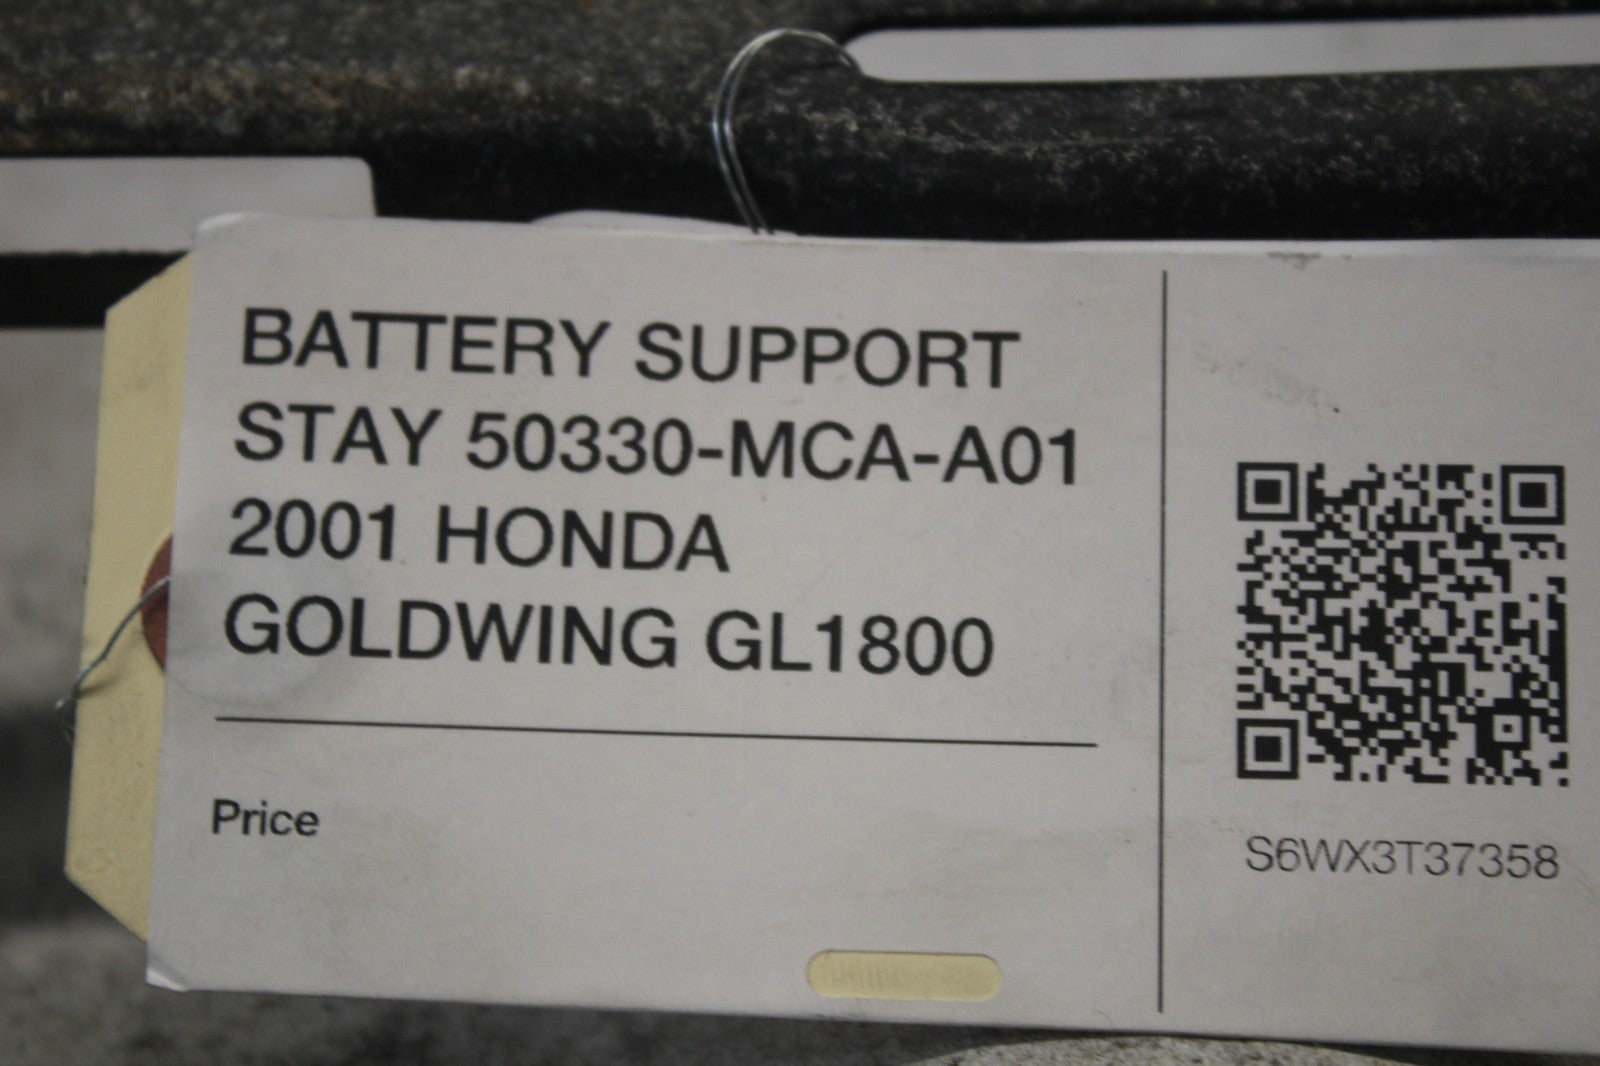 BATTERY SUPPORT
STAY 50330-MCA-A01
2001 HONDA
GOLDWING GL1800
Price
S6WX3T37358